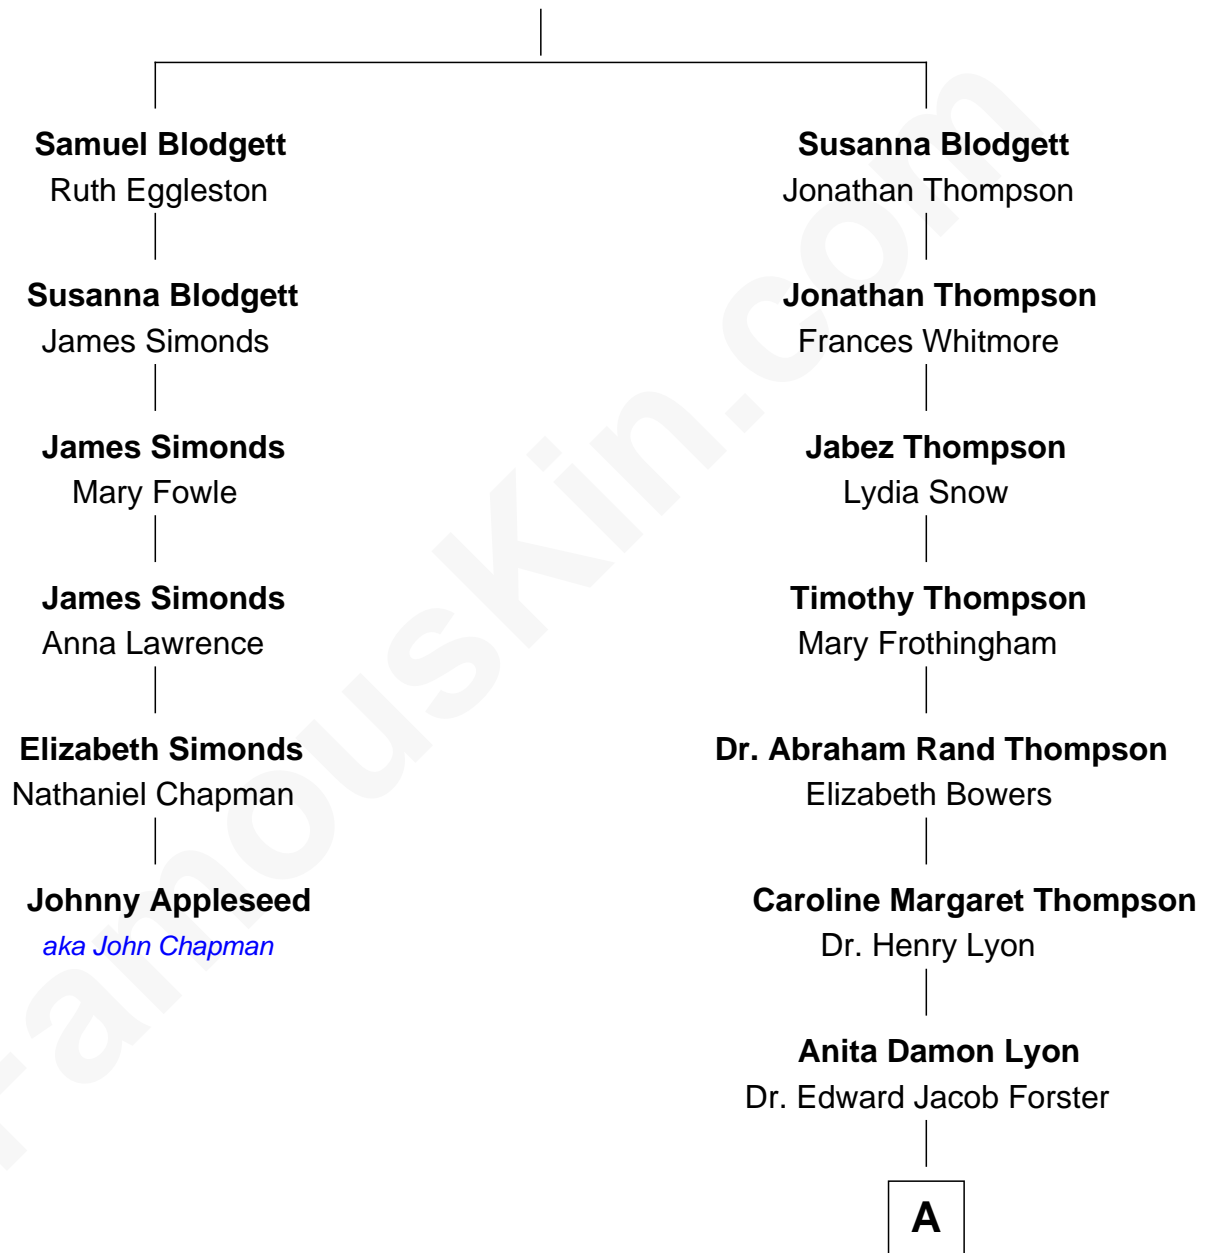 Samuel Blodgett
Ruth Eggleston
Susanna Blodgett
James Simonds
James Simonds
Mary Fowle
James Simonds
Anna Lawrence
Elizabeth Simonds
Nathaniel Chapman
Johnny Appleseed
aka John Chapman
Susanna Blodgett
Jonathan Thompson
Jonathan Thompson
Frances Whitmore
Jabez Thompson
Lydia Snow
Timothy Thompson
Mary Frothingham
Dr. Abraham Rand Thompson
Elizabeth Bowers
Caroline Margaret Thompson
Dr. Henry Lyon
Anita Damon Lyon
Dr. Edward Jacob Forster
A
FamousKin.com